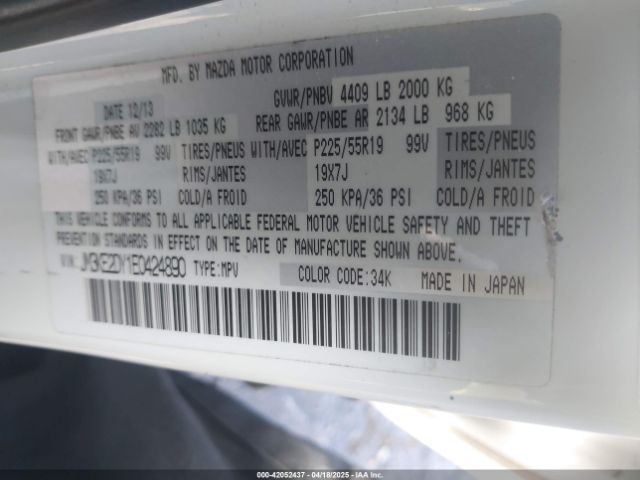 MFD. BY MAZDA MOTOR CORPORATION
DATE 12/13 GVWR/PNBV 4409 LB 2000 KG
FRONT GAWR/PNBE AV 2282 LB 1035 KG REAR GAWR/PNBE AR 2134 LB 968 KG
WITH/AVEC P225/55R19 99V TIRES/PNEUS WITH/AVEC P225/55R19 99V TIRES/PNEUS
19X7J RIMS/JANTES 19X7J RIMS/JANTES
250 KPA/36 PSI COLD/A FROID 250 KPA/36 PSI COLD/A FROID
THIS VEHICLE CONFORMS TO ALL APPLICABLE FEDERAL MOTOR VEHICLE SAFETY AND THEFT
PREVENTION STANDARDS IN EFFECT ON THE DATE OF MANUFACTURE SHOWN ABOVE.
VIN: JM3KE2DY1E0424890 TYPE:MPV COLOR CODE:34K MADE IN JAPAN
000-42052437 - 04/18/2025 - IAAI.COM